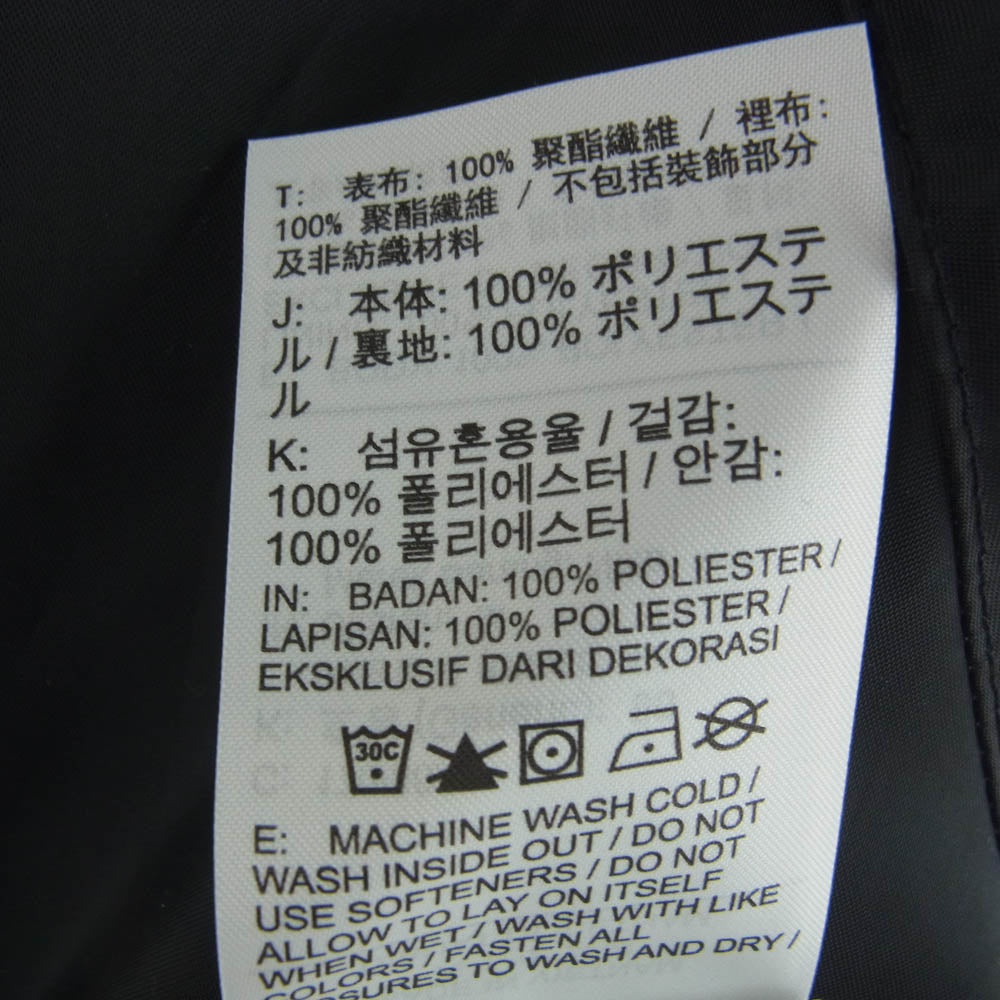 T: 表布: 100% 聚酯纖維 / 裡布:
100% 聚酯纖維 / 不包括裝飾部分
及非紡織材料
J: 本体: 100% ポリエステ
ル / 裏地: 100% ポリエステ
ル
K: 섬유혼용율 / 겉감:
100% 폴리에스터 / 안감:
100% 폴리에스터
IN: BADAN: 100% POLIESTER /
LAPISAN: 100% POLIESTER /
EKSKLUSIF DARI DEKORASI
30C
E: MACHINE WASH COLD /
WASH INSIDE OUT / DO NOT
USE SOFTENERS / DO NOT
ALLOW TO LAY ON ITSELF
WHEN WET / WASH WITH LIKE
COLORS / FASTEN ALL
TO WASH AND DRY /